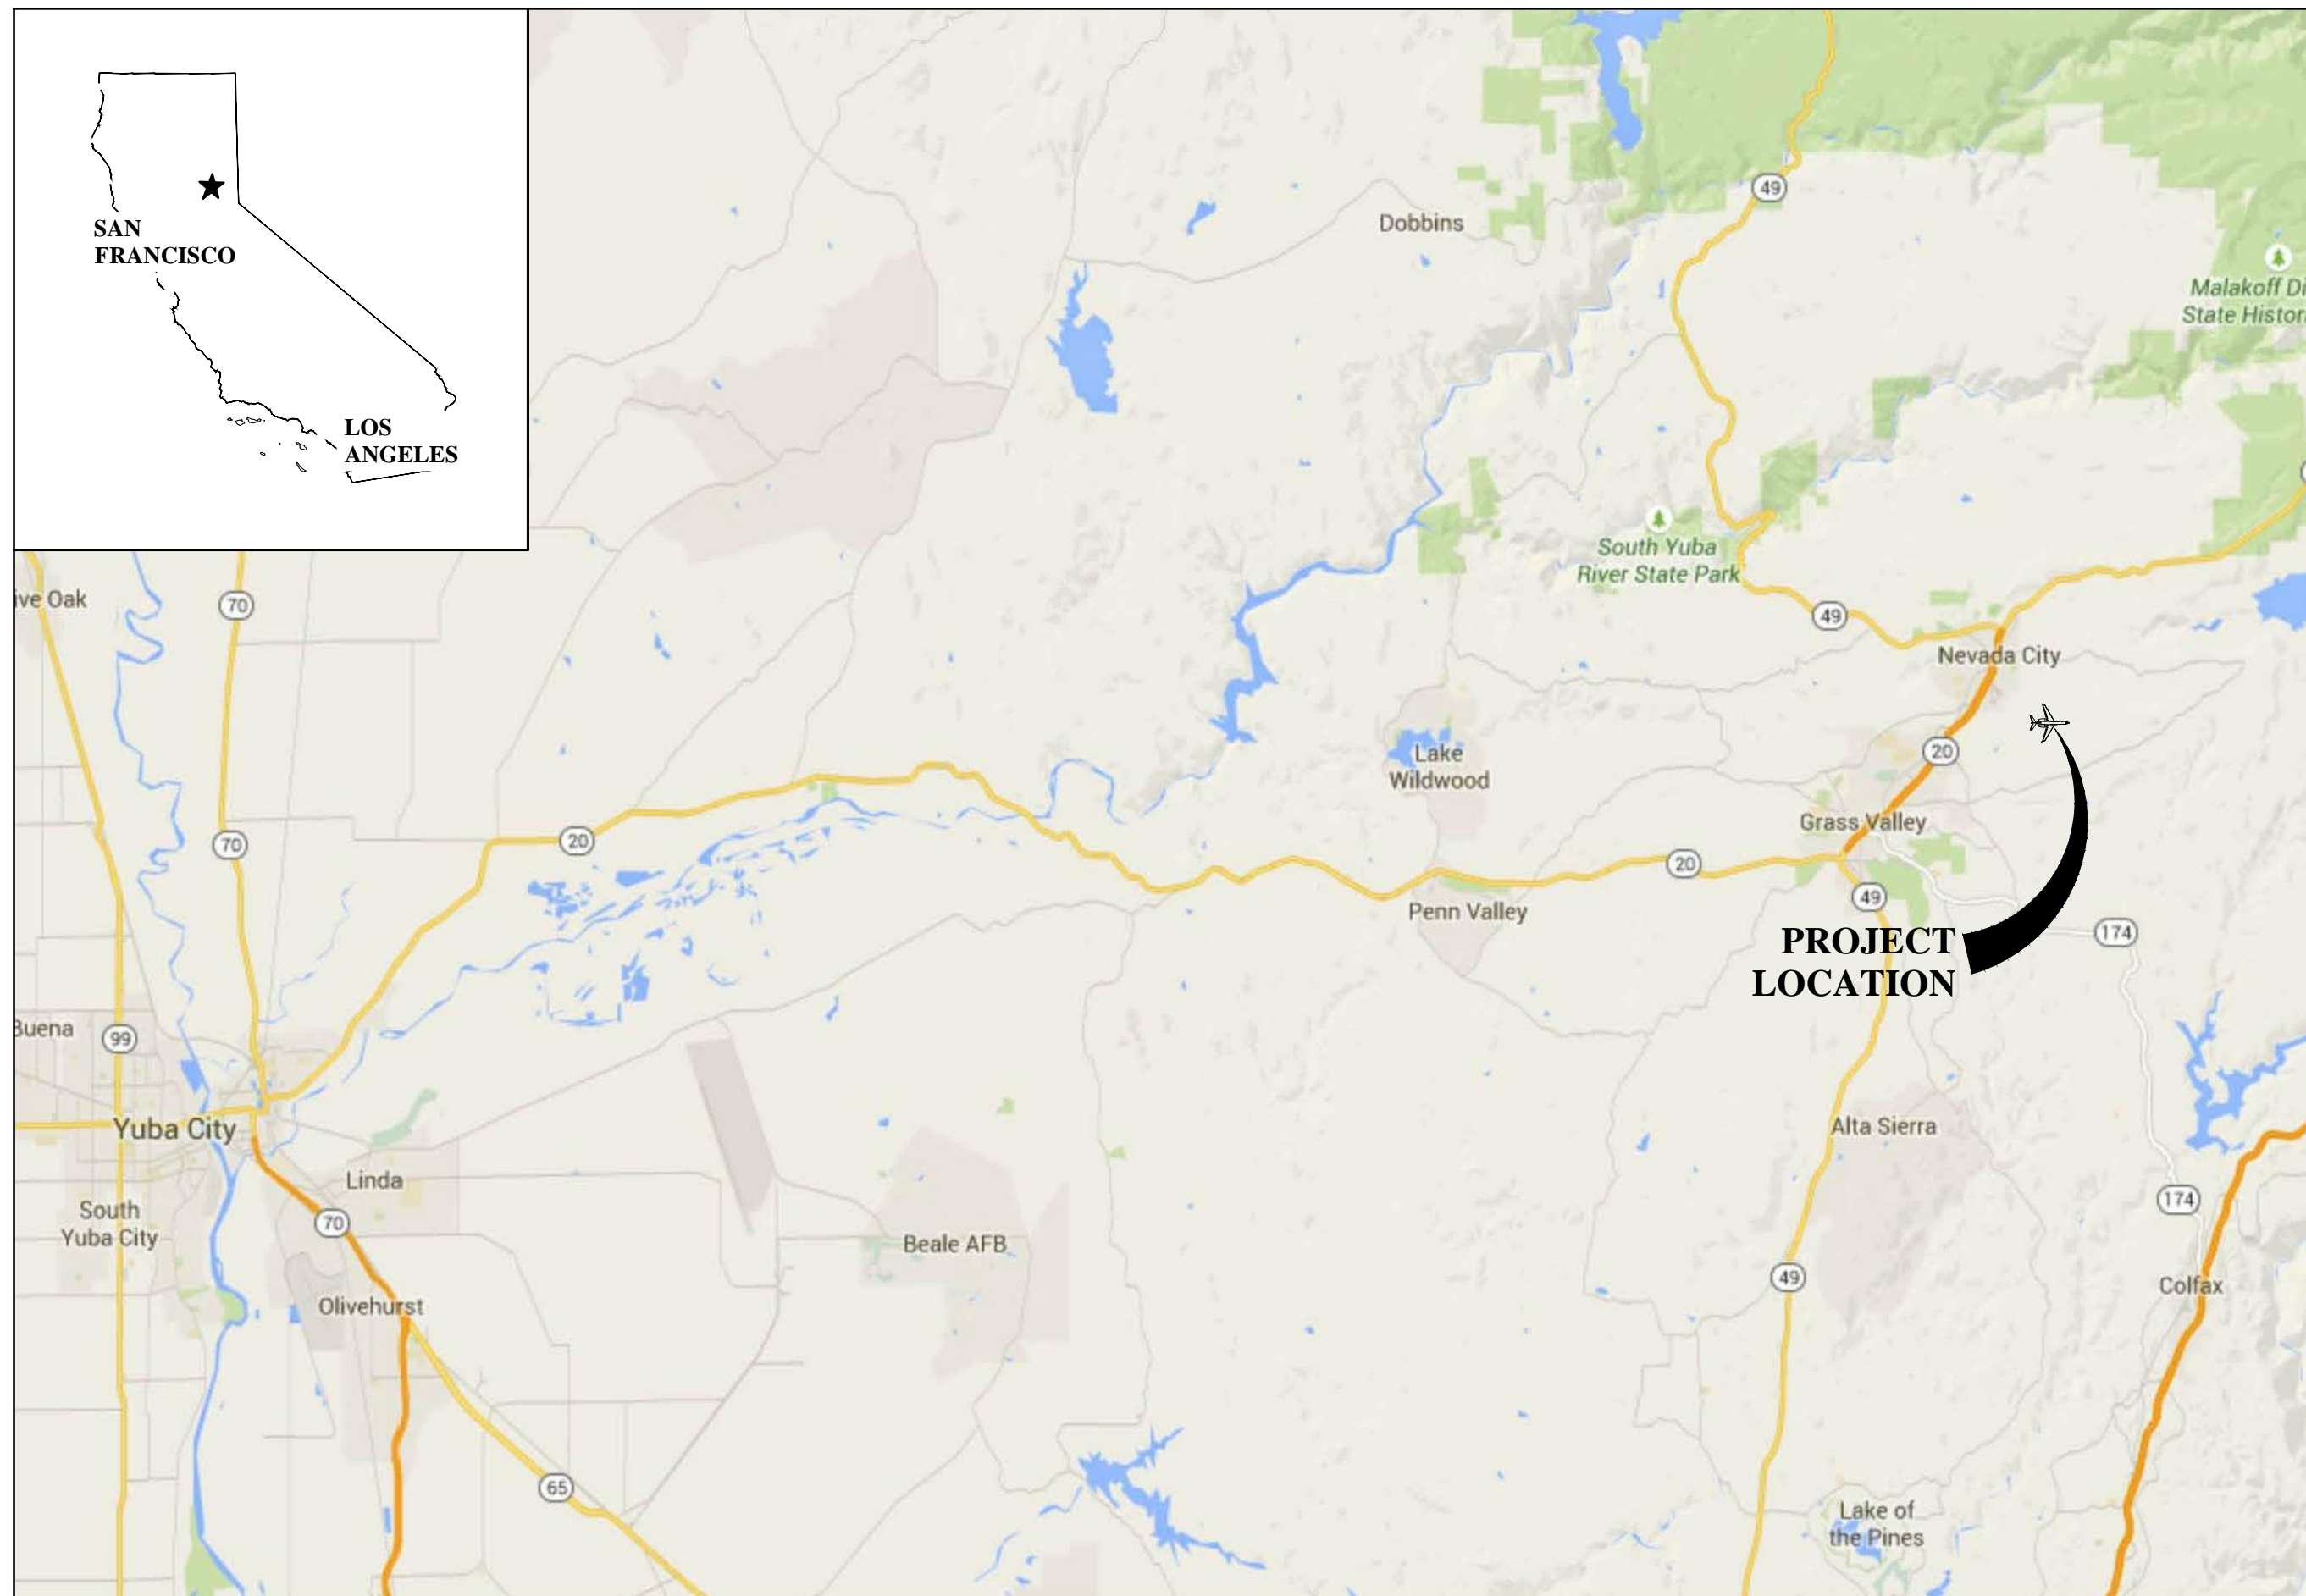 SAN
FRANCISCO
LOS
ANGELES
49
Dobbins
Malakoff Di
State Histor
South Yuba
River State Park
ive Oak
70
49
Nevada City
20
Lake
Wildwood
Grass Valley
70
20
20
49
Penn Valley
174
PROJECT
LOCATION
Buena
99
Yuba City
Alta Sierra
Linda
174
South
Yuba City
70
Beale AFB
49
Colfax
Olivehurst
65
Lake of
the Pines